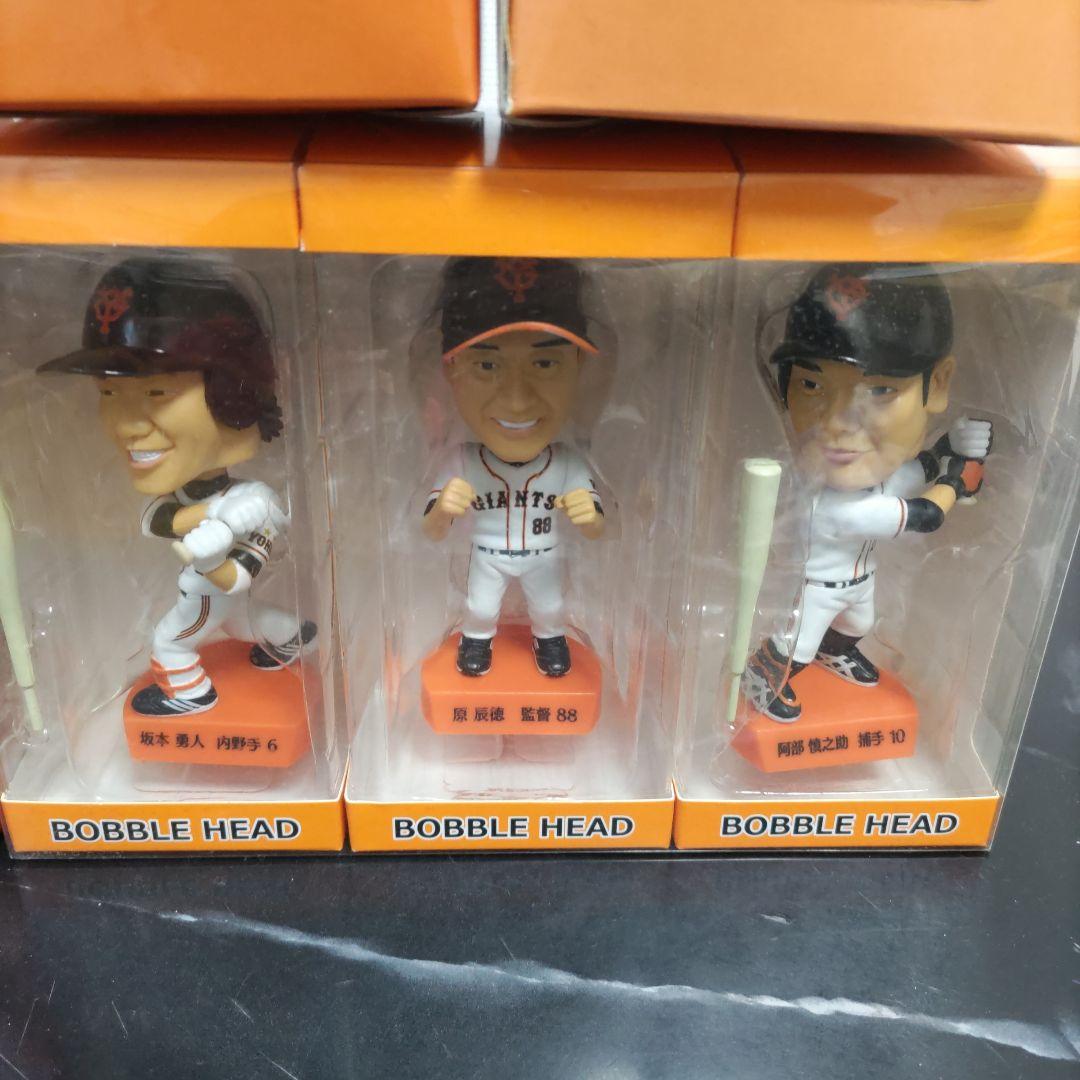 YOMI
GIANTS
88
坂本 勇人 内野手 6
原 辰徳 監督 88
阿部 慎之助 捕手 10
BOBBLE HEAD
BOBBLE HEAD
BOBBLE HEAD